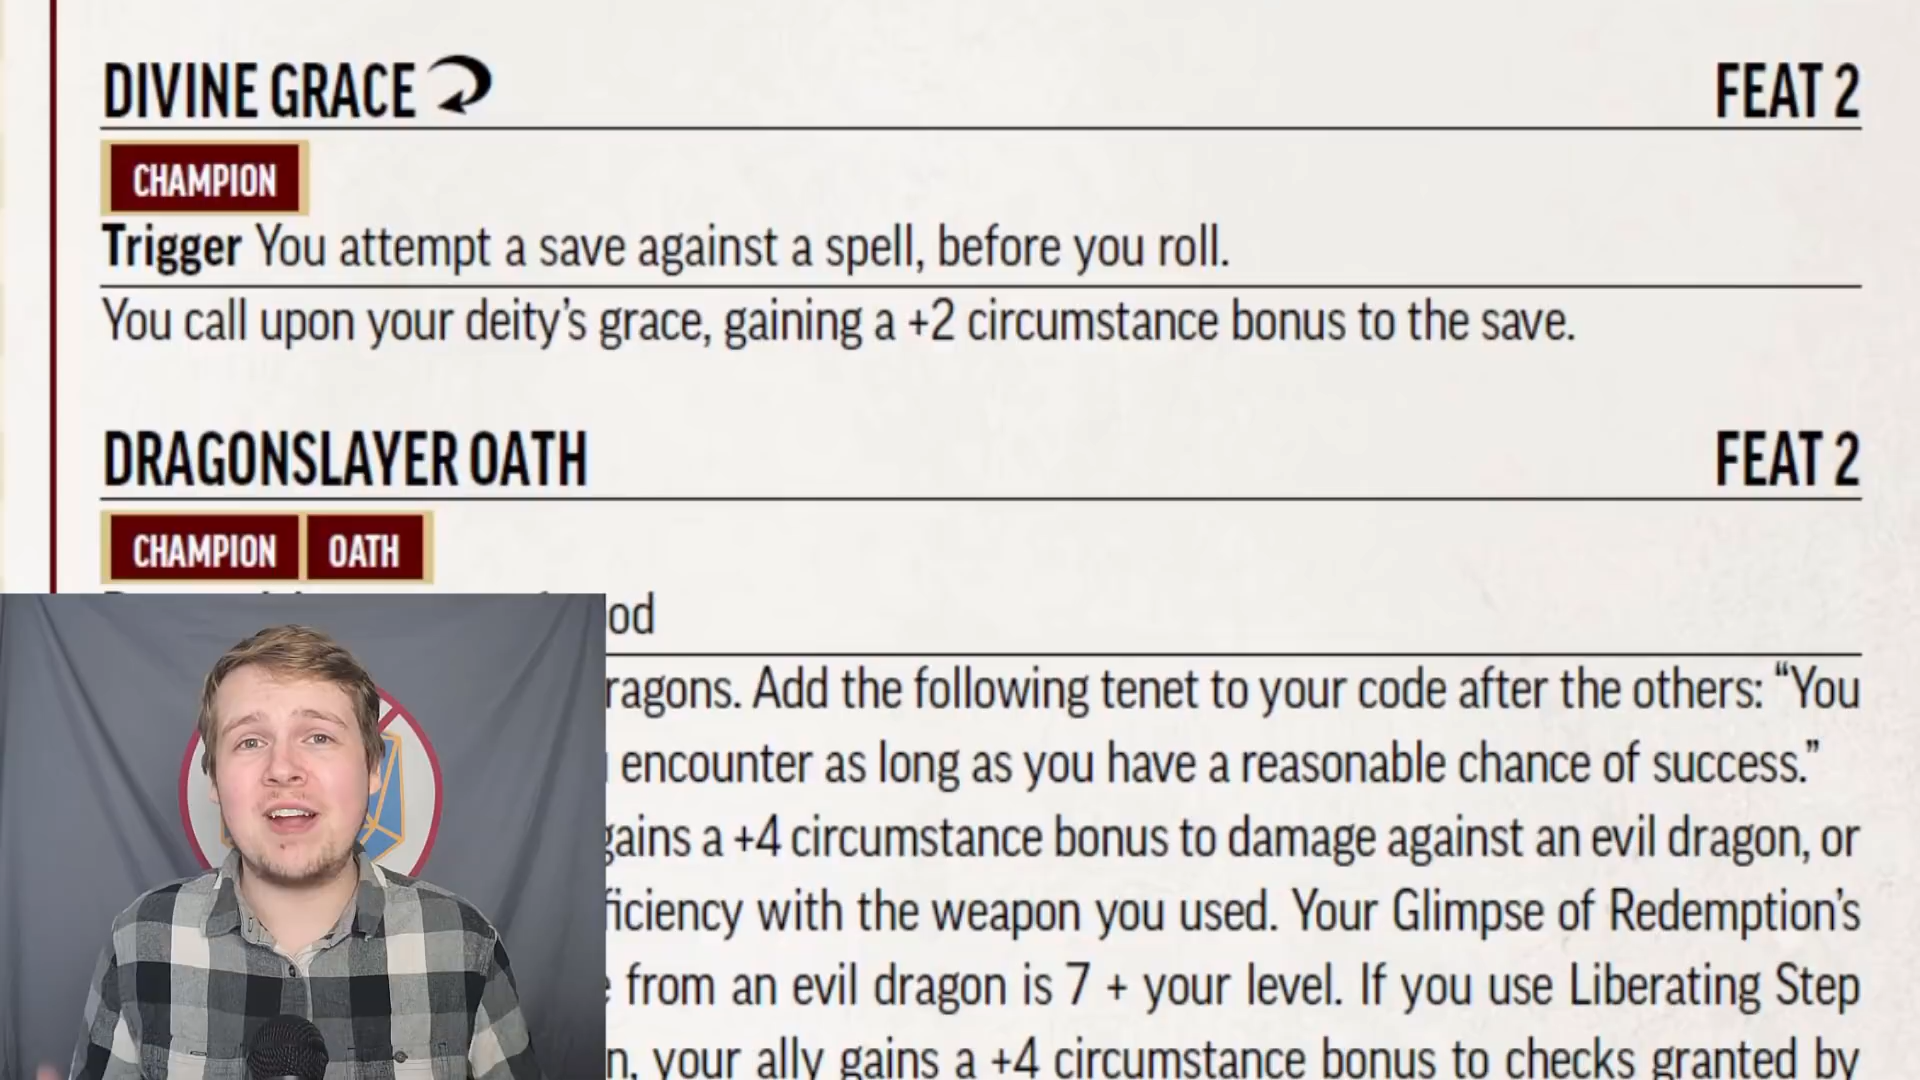 DIVINE GRACE FEAT 2
CHAMPION
Trigger You attempt a save against a spell, before you roll.
You call upon your deity’s grace, gaining a +2 circumstance bonus to the save.
DRAGONSLAYER OATH FEAT 2
CHAMPION OATH
od
ragons. Add the following tenet to your code after the others: “You
encounter as long as you have a reasonable chance of success.”
gains a +4 circumstance bonus to damage against an evil dragon, or
ficiency with the weapon you used. Your Glimpse of Redemption’s
from an evil dragon is 7 + your level. If you use Liberating Step
n, your ally gains a +4 circumstance bonus to checks granted by